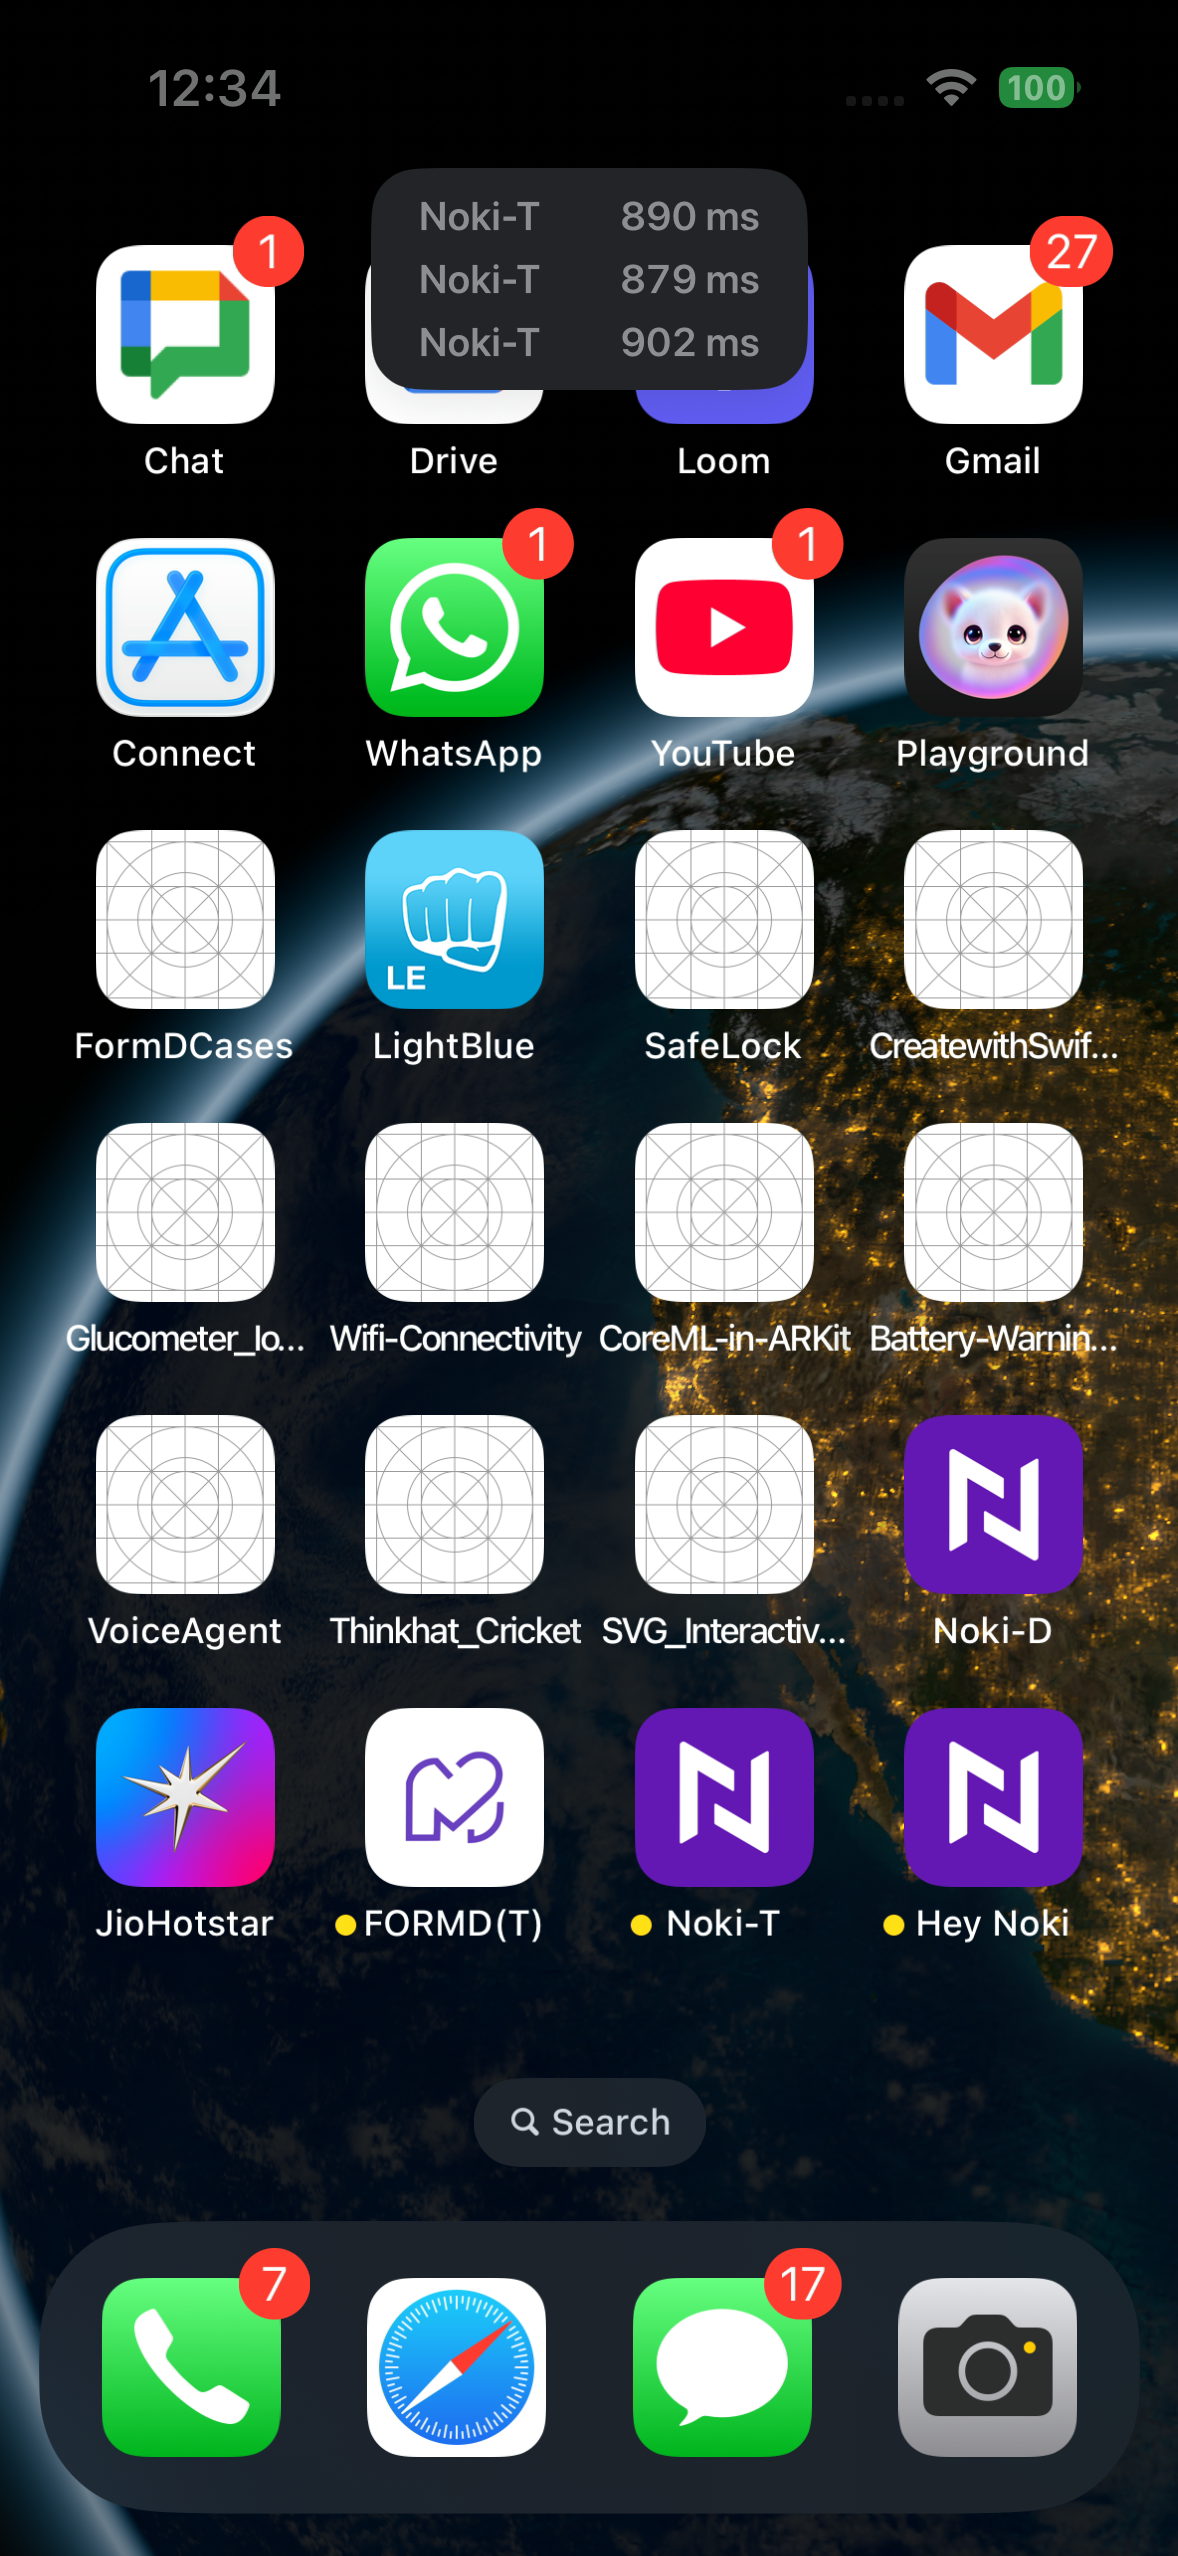 12:34
100
Noki-T 890 ms
Noki-T 879 ms
Noki-T 902 ms
1
27
Chat
Drive
Loom
Gmail
1
1
Connect
WhatsApp
YouTube
Playground
LE
FormDCases
LightBlue
SafeLock
CreatewithSwif...
Glucometer_Io...
Wifi-Connectivity
CoreML-in-ARKit
Battery-Warnin...
VoiceAgent
Thinkhat_Cricket
SVG_Interactiv...
Noki-D
JioHotstar
FORMD(T)
Noki-T
Hey Noki
Search
7
17